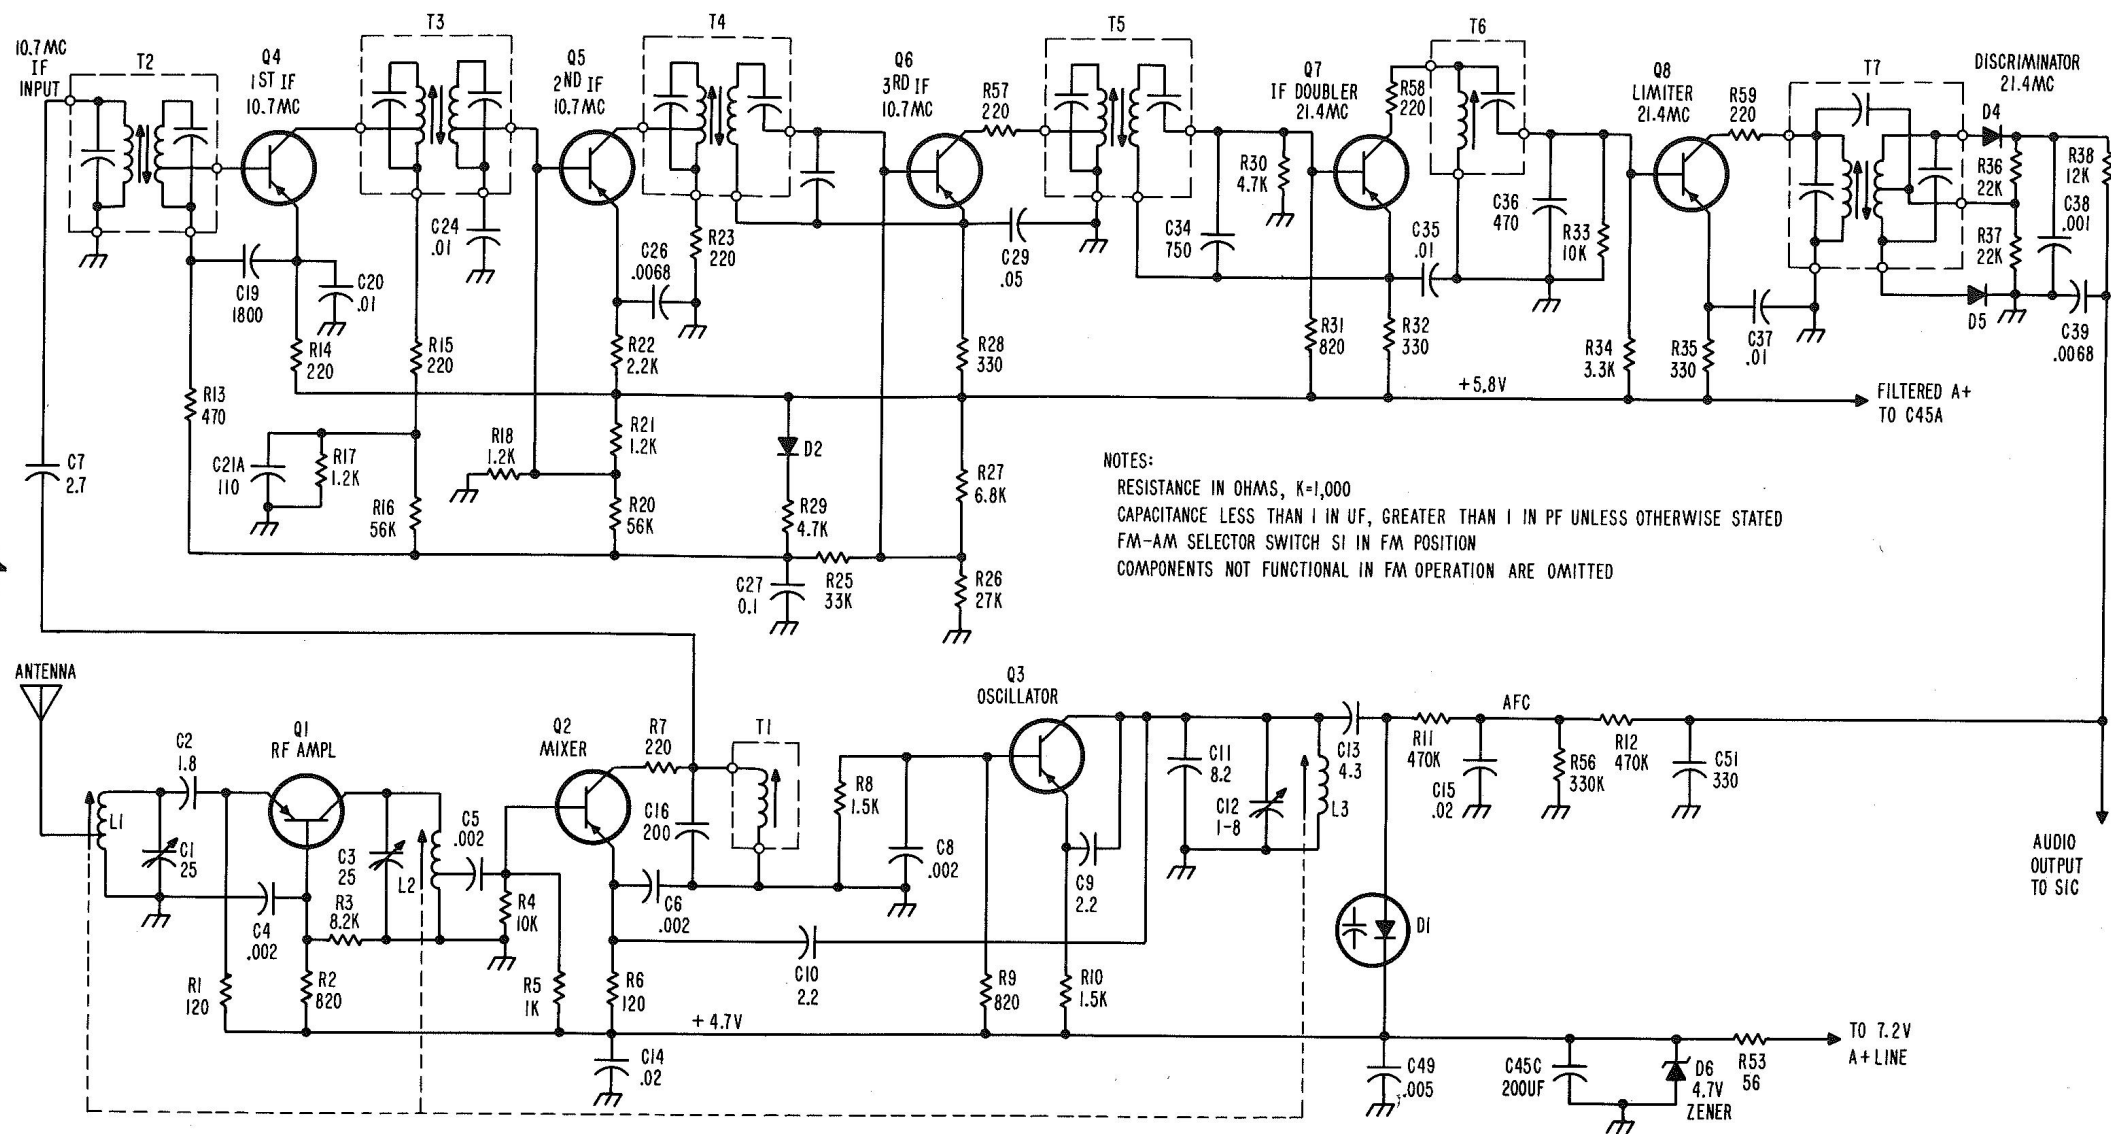 10.7MC
IF
INPUT
T2
Q4
1ST IF
10.7MC
T3
Q5
2ND IF
10.7MC
T4
Q6
3RD IF
10.7MC
R57
220
T5
Q7
IF DOUBLER
21.4MC
R58
220
T6
Q8
LIMITER
21.4MC
R59
220
T7
DISCRIMINATOR
21.4MC
D4
R36
22K
R38
12K
C38
.001
R37
22K
D5
C39
.0068
C19
1800
C20
.01
C24
.01
C26
.0068
R23
220
C29
.05
C34
750
R30
4.7K
C35
.01
C36
470
R33
10K
C37
.01
R14
220
R15
220
R22
2.2K
R28
330
R31
820
R32
330
R34
3.3K
R35
330
+5.8V
FILTERED A+
TO C45A
R13
470
C7
2.7
C21A
110
R17
1.2K
R16
56K
R18
1.2K
R21
1.2K
R20
56K
D2
R29
4.7K
R27
6.8K
C27
0.1
R25
33K
R26
27K
NOTES:
RESISTANCE IN OHMS, K=1,000
CAPACITANCE LESS THAN 1 IN UF, GREATER THAN 1 IN PF UNLESS OTHERWISE STATED
FM-AM SELECTOR SWITCH S1 IN FM POSITION
COMPONENTS NOT FUNCTIONAL IN FM OPERATION ARE OMITTED
ANTENNA
L1
C1
25
C2
1.8
Q1
RF AMPL
C3
25
L2
C4
.002
R3
8.2K
R1
120
R2
820
C5
.002
R4
10K
R5
1K
Q2
MIXER
R7
220
C16
200
T1
C6
.002
R6
120
C10
2.2
R8
1.5K
C8
.002
Q3
OSCILLATOR
C9
2.2
R9
820
R10
1.5K
C11
8.2
C12
1-8
L3
C13
4.3
R11
470K
AFC
C15
.02
R56
330K
R12
470K
C51
330
D1
AUDIO
OUTPUT
TO S1C
+4.7V
C14
.02
C49
.005
C45C
200UF
D6
4.7V
ZENER
R53
56
TO 7.2V
A+LINE